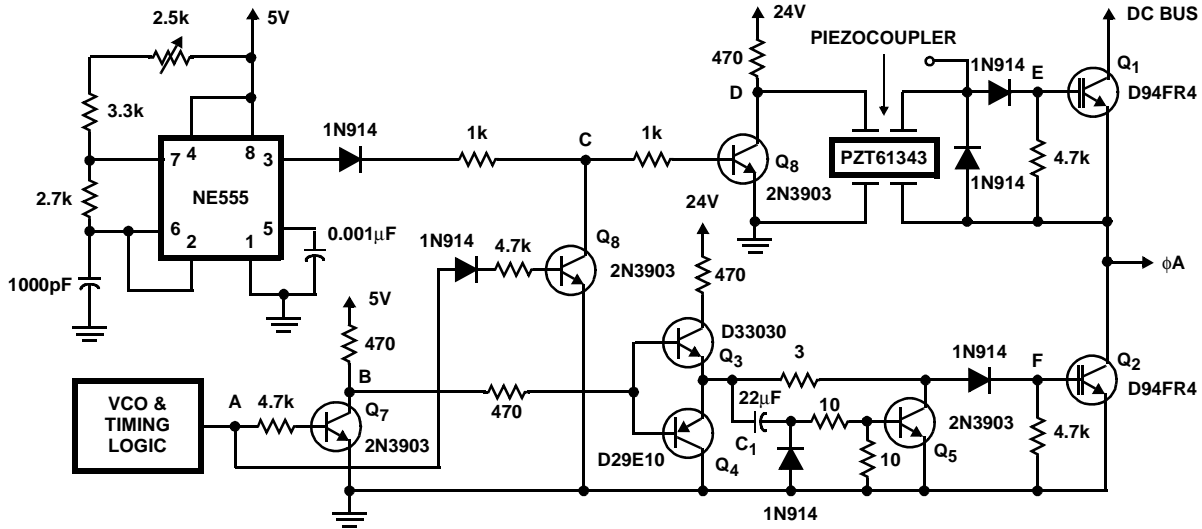 2.5k
5V
24V
DC BUS
470
PIEZOCOUPLER
1N914
E
Q1
D94FR4
3.3k
D
1N914
C
7
4
8
3
1k
1k
Q8
2N3903
PZT61343
1N914
4.7k
2.7k
NE555
6
2
1
5
0.001µF
1N914
4.7k
Q8
2N3903
24V
470
ϕA
1000pF
5V
470
D33030
Q3
3
1N914
F
Q2
D94FR4
VCO &
TIMING
LOGIC
A
4.7k
B
Q7
2N3903
470
22µF
C1
10
2N3903
4.7k
D29E10
Q4
10
Q5
1N914